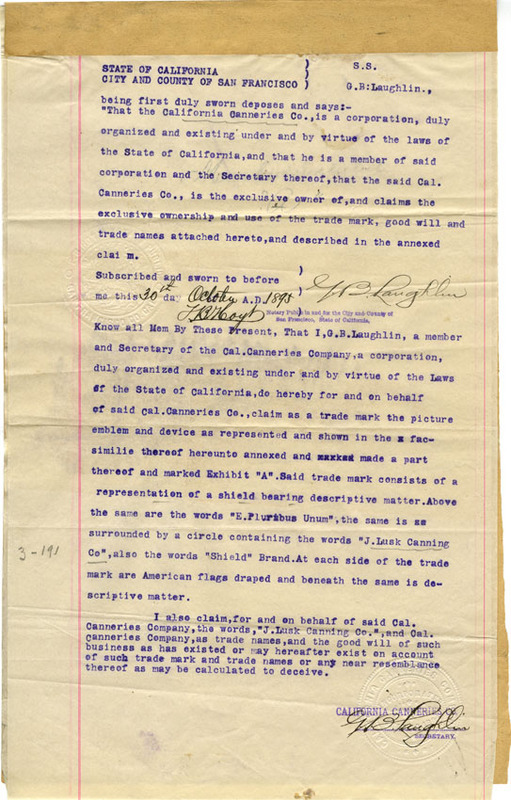 STATE OF CALIFORNIA ) S.S.
CITY AND COUNTY OF SAN FRANCISCO ) G.B:Laughlin.,
being first duly sworn deposes and says:-
"That the California Canneries Co.,is a corporation, duly
organized and existing under and by virtue of the laws of
the State of California,and that he is a member of said
corporation and the Secretary thereof,that the said Cal.
Canneries Co., is the exclusive owner of,and claims the
exclusive ownership and use of the trade mark, good will and
trade names attached hereto,and described in the annexed
clai m.
Subscribed and sworn to before )
me this 30th day October A.D. 1895 ) G B Laughlin
Notary Public in and for the City and County of
San Francisco, State of California.
Know all Mem By These Present, That I,G.B.Laughlin, a member
and Secretary of the Cal.Canneries Company,a corporation,
duly organized and existing under and by virtue of the Laws
of the State of California,do hereby for and on behalf
of said Cal.Canneries Co.,claim as a trade mark the picture
emblem and device as represented and shown in the x fac-
similie thereof hereunto annexed and made a part
thereof and marked Exhibit "A".Said trade mark consists of a
representation of a shield bearing descriptive matter.Above
the same are the words "E.Pluribus Unum",the same is
surrounded by a circle containing the words "J.Lusk Canning
Co",also the words "Shield" Brand.At each side of the trade
mark are American flags draped and beneath the same is de-
scriptive matter.
3-191
I also claim,for and on behalf of said Cal.
Canneries Company,the words,"J.Lusk Canning Co.",and Cal.
Canneries Company,as trade names,and the good will of such
business as has existed or may hereafter exist on account
of such trade mark and trade names or any near resemblance
thereof as may be calculated to deceive.
CALIFORNIA CANNERIES CO.
G B Laughlin
SECRETARY.